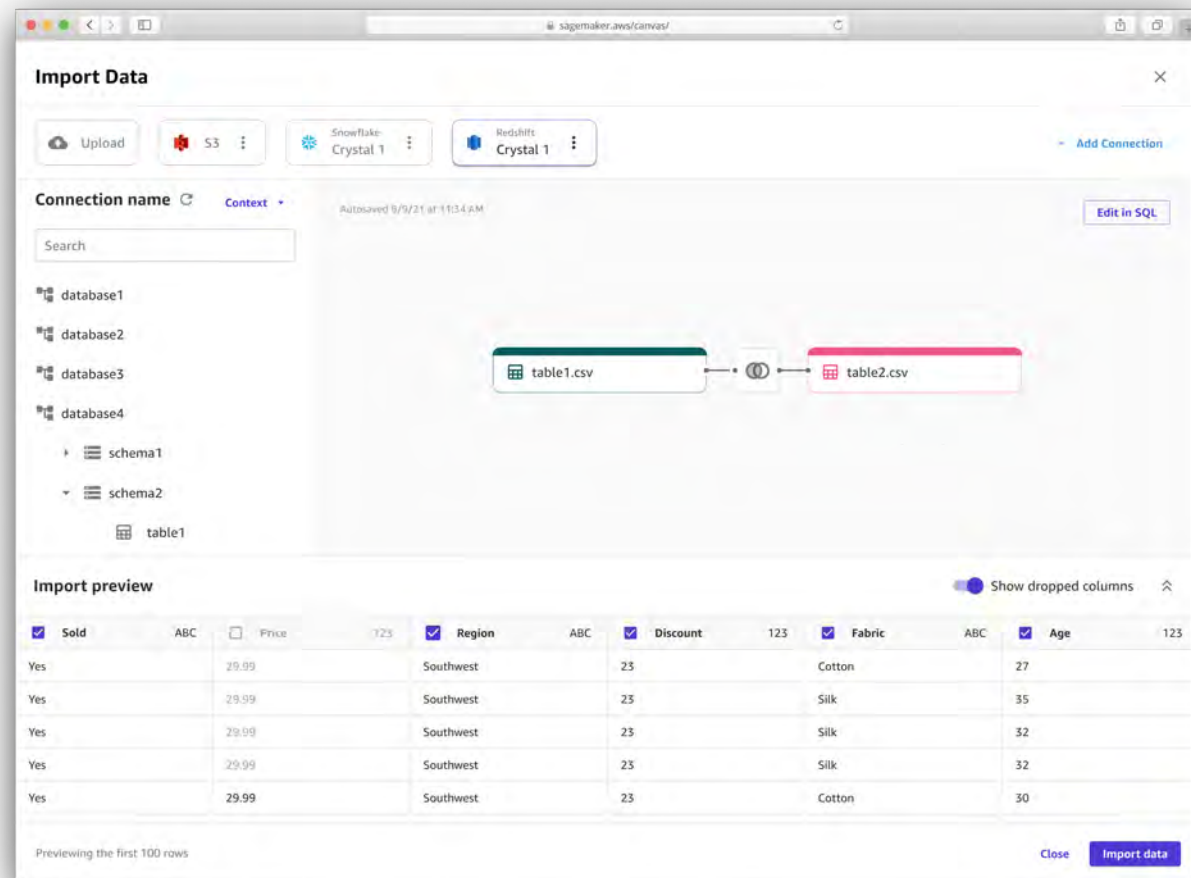 sagemaker.aws/canvas/
Import Data
Upload
S3
Snowflake
Crystal 1
Redshift
Crystal 1
Add Connection
Connection name
Context
Autosaved 9/9/21 at 11:34 AM
Edit in SQL
Search
database1
database2
database3
database4
schema1
schema2
table1
table1.csv
table2.csv
Import preview
Show dropped columns
Sold ABC Price 123 Region ABC Discount 123 Fabric ABC Age 123
Yes 29.99 Southwest 23 Cotton 27
Yes 29.99 Southwest 23 Silk 35
Yes 29.99 Southwest 23 Silk 32
Yes 29.99 Southwest 23 Silk 32
Yes 29.99 Southwest 23 Cotton 30
Previewing the first 100 rows
Close
Import data